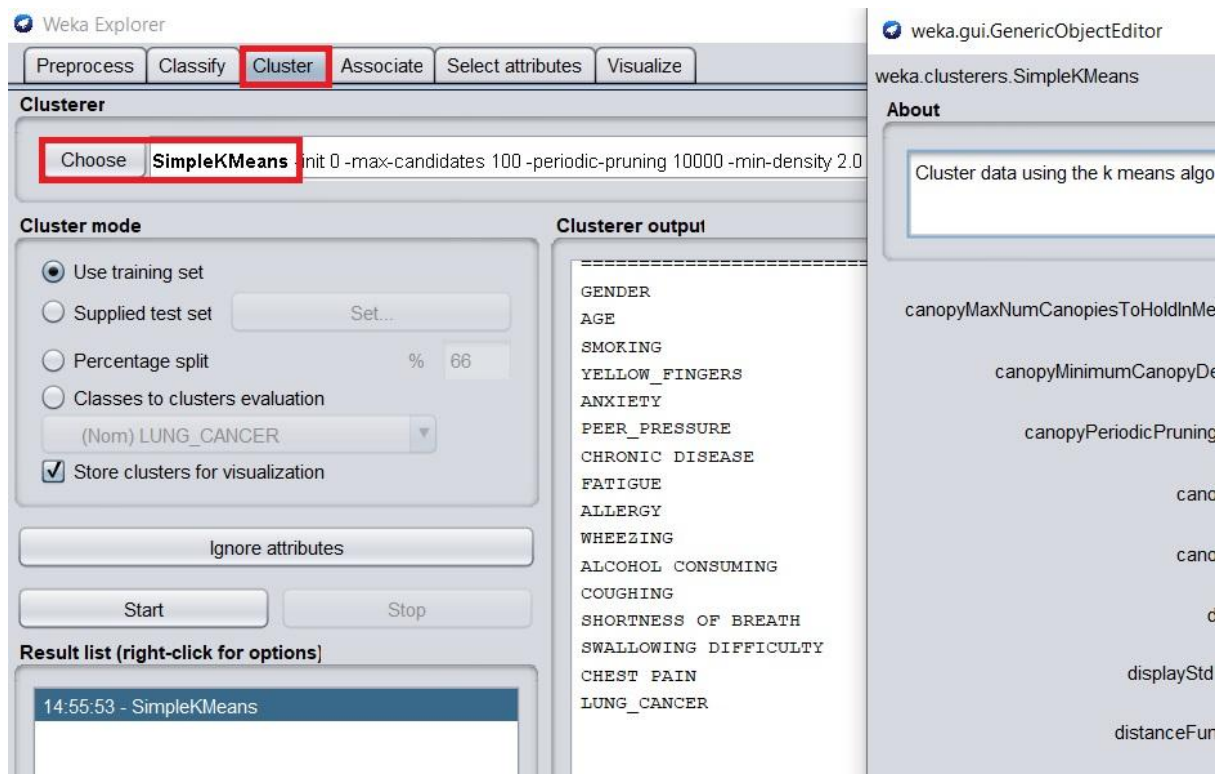 Weka Explorer
Preprocess Classify Cluster Associate Select attributes Visualize
Clusterer
Choose SimpleKMeans -init 0 -max-candidates 100 -periodic-pruning 10000 -min-density 2.0
Cluster mode
Use training set
Supplied test set Set...
Percentage split % 66
Classes to clusters evaluation
(Nom) LUNG_CANCER
Store clusters for visualization
Ignore attributes
Start Stop
Result list (right-click for options)
14:55:53 - SimpleKMeans
Clusterer output
GENDER
AGE
SMOKING
YELLOW_FINGERS
ANXIETY
PEER_PRESSURE
CHRONIC DISEASE
FATIGUE
ALLERGY
WHEEZING
ALCOHOL CONSUMING
COUGHING
SHORTNESS OF BREATH
SWALLOWING DIFFICULTY
CHEST PAIN
LUNG_CANCER
weka.gui.GenericObjectEditor
weka.clusterers.SimpleKMeans
About
Cluster data using the k means algo
canopyMaxNumCanopiesToHoldInMe
canopyMinimumCanopyDe
canopyPeriodicPruning
cano
cano
d
displayStd
distanceFun